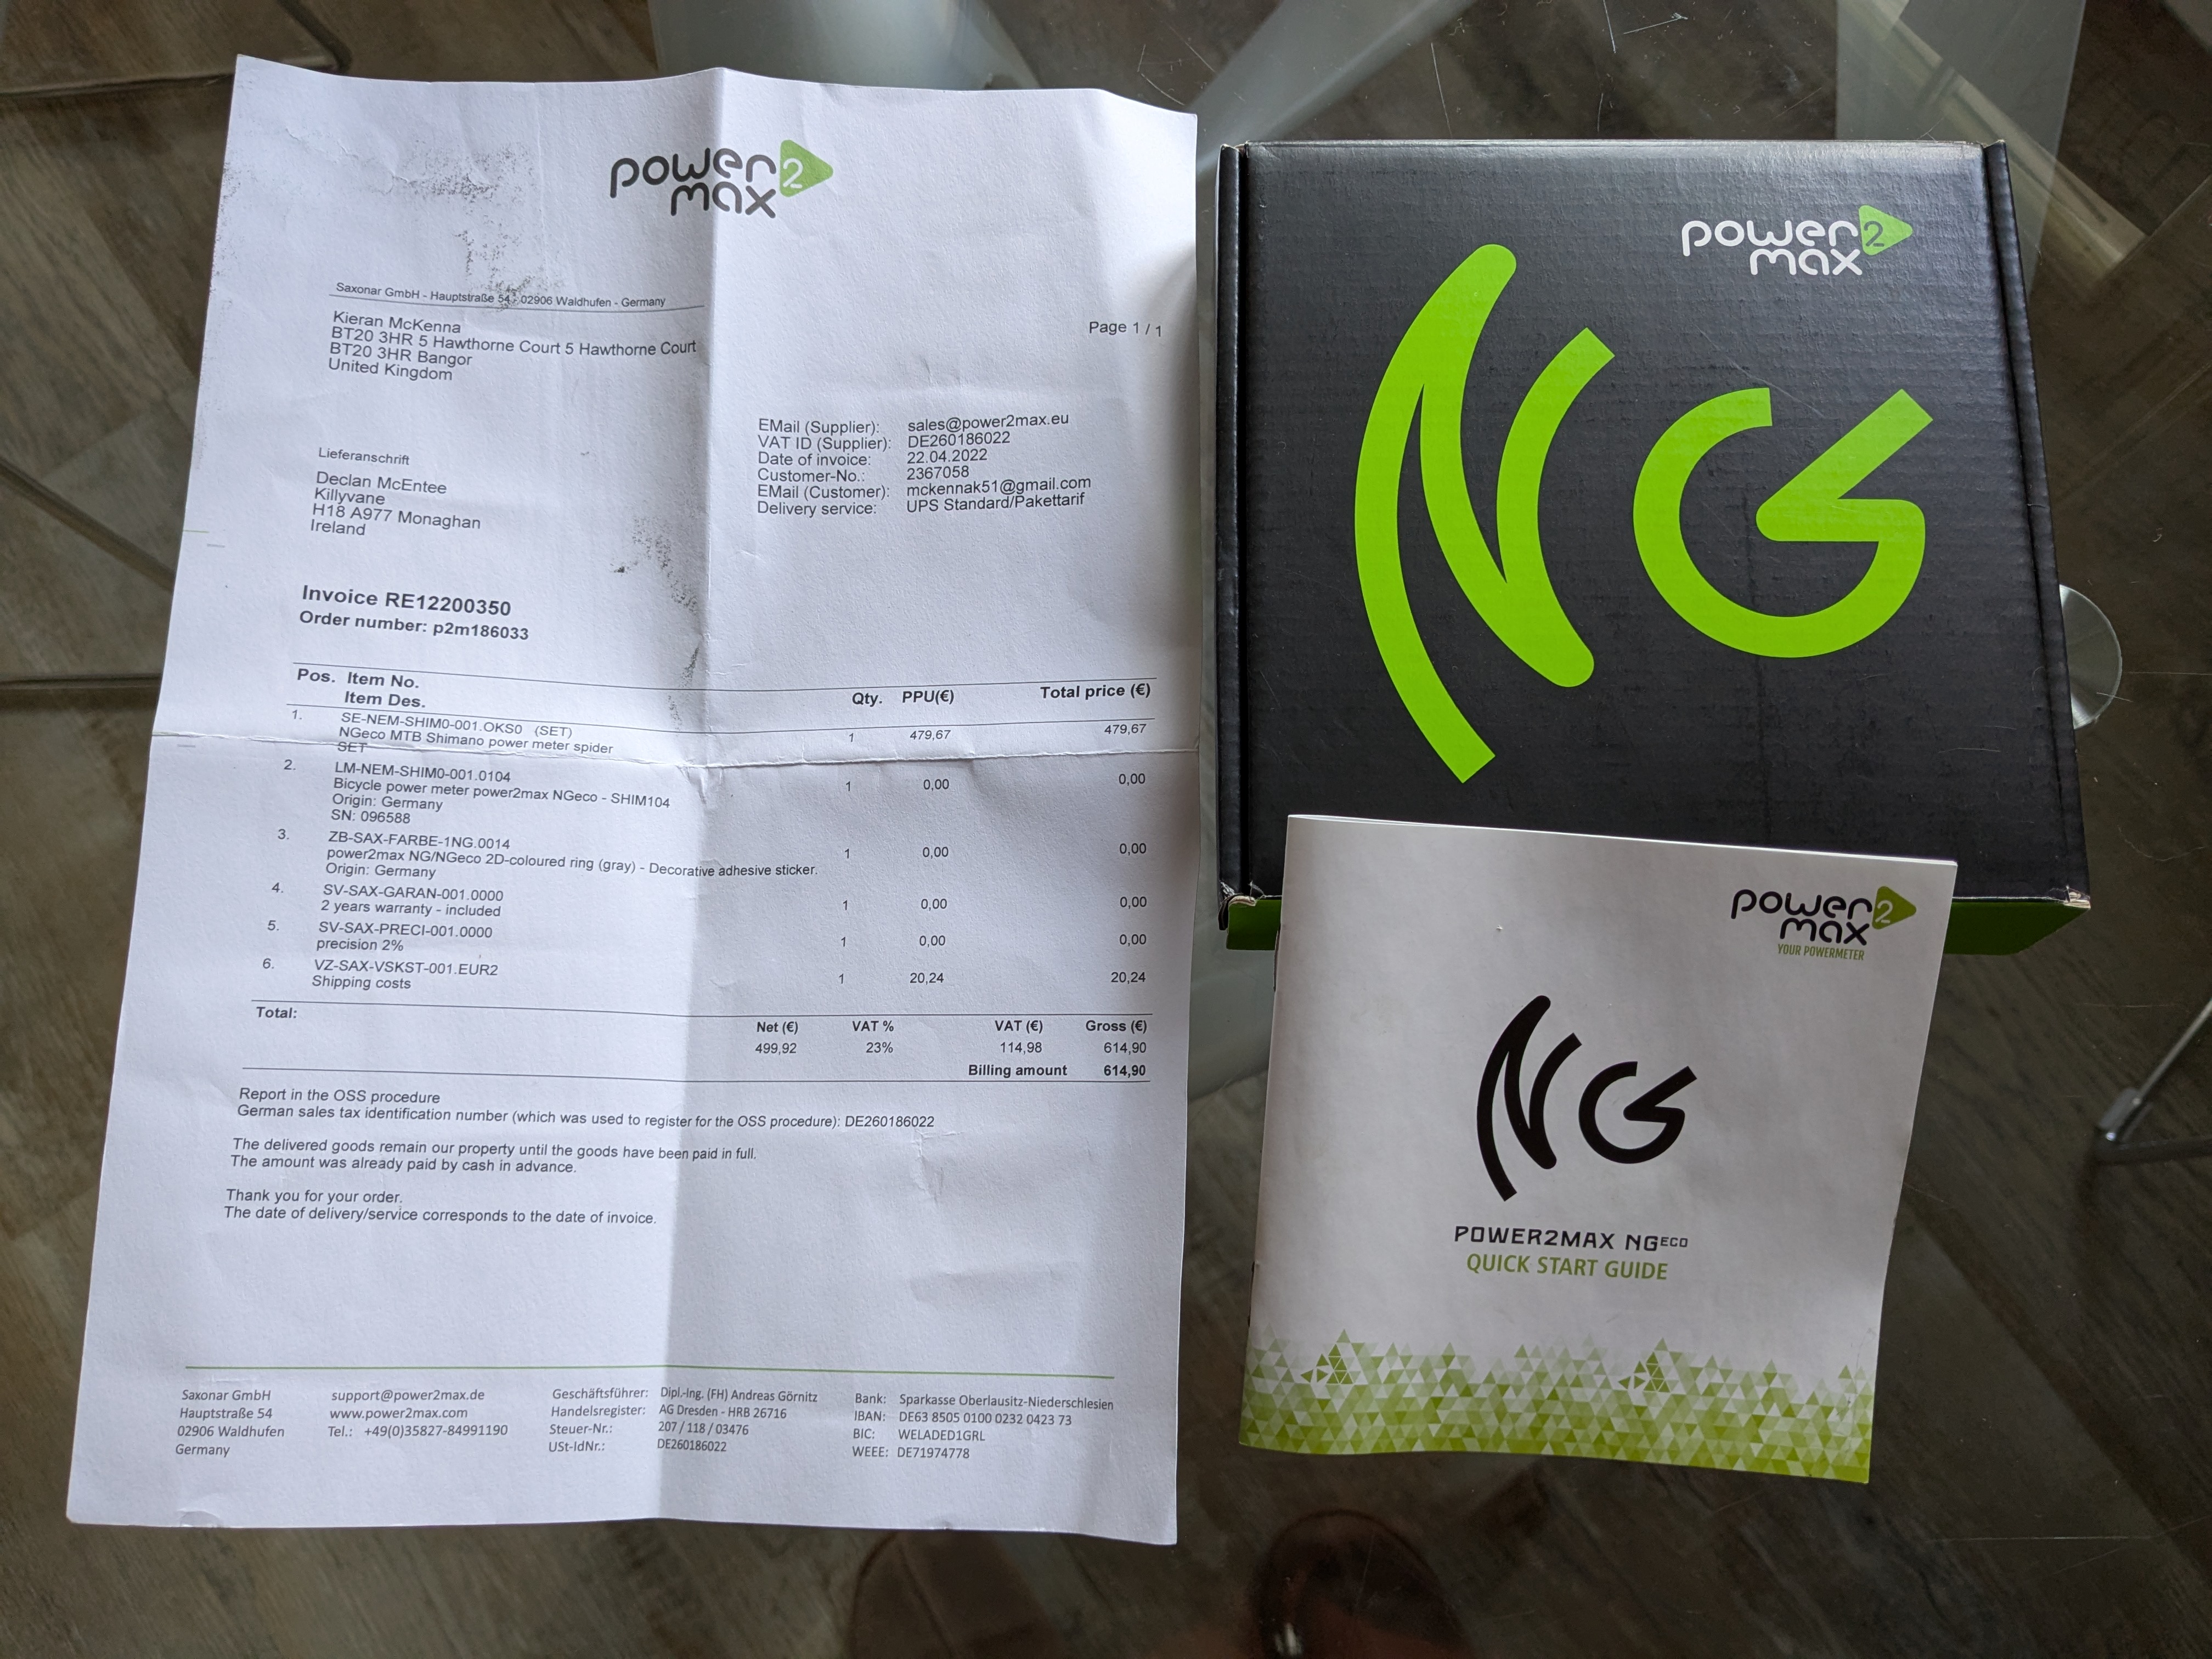 power2
max
Saxonar GmbH - Hauptstraße 54 - 02906 Waldhufen - Germany
Kieran McKenna
BT20 3HR 5 Hawthorne Court 5 Hawthorne Court
BT20 3HR Bangor
United Kingdom
Page 1 / 1
Lieferanschrift
Declan McEntee
Killyvane
H18 A977 Monaghan
Ireland
EMail (Supplier): sales@power2max.eu
VAT ID (Supplier): DE260186022
Date of invoice: 22.04.2022
Customer-No.: 2367058
EMail (Customer): mckennak51@gmail.com
Delivery service: UPS Standard/Pakettarif
Invoice RE12200350
Order number: p2m186033
Pos. Item No. Qty. PPU(€) Total price (€)
Item Des.
1. SE-NEM-SHIM0-001.OKS0 (SET) 1 479,67 479,67
NGeco MTB Shimano power meter spider
SET
2. LM-NEM-SHIM0-001.0104 1 0,00 0,00
Bicycle power meter power2max NGeco - SHIM104
Origin: Germany
SN: 096588
3. ZB-SAX-FARBE-1NG.0014 1 0,00 0,00
power2max NG/NGeco 2D-coloured ring (gray) - Decorative adhesive sticker.
Origin: Germany
4. SV-SAX-GARAN-001.0000 1 0,00 0,00
2 years warranty - included
5. SV-SAX-PRECI-001.0000 1 0,00 0,00
precision 2%
6. VZ-SAX-VSKST-001.EUR2 1 20,24 20,24
Shipping costs
Total: Net (€) VAT % VAT (€) Gross (€)
499,92 23% 114,98 614,90
Billing amount 614,90
Report in the OSS procedure
German sales tax identification number (which was used to register for the OSS procedure): DE260186022
The delivered goods remain our property until the goods have been paid in full.
The amount was already paid by cash in advance.
Thank you for your order.
The date of delivery/service corresponds to the date of invoice.
Saxonar GmbH
Hauptstraße 54
02906 Waldhufen
Germany
support@power2max.de
www.power2max.com
Tel.: +49(0)35827-84991190
Geschäftsführer: Dipl.-Ing. (FH) Andreas Görnitz
Handelsregister: AG Dresden - HRB 26716
Steuer-Nr.: 207 / 118 / 03476
USt-IdNr.: DE260186022
Bank: Sparkasse Oberlausitz-Niederschlesien
IBAN: DE63 8505 0100 0232 0423 73
BIC: WELADED1GRL
WEEE: DE71974778
power2
max
NG
power2
max
YOUR POWERMETER
NG
POWER2MAX NGECO
QUICK START GUIDE